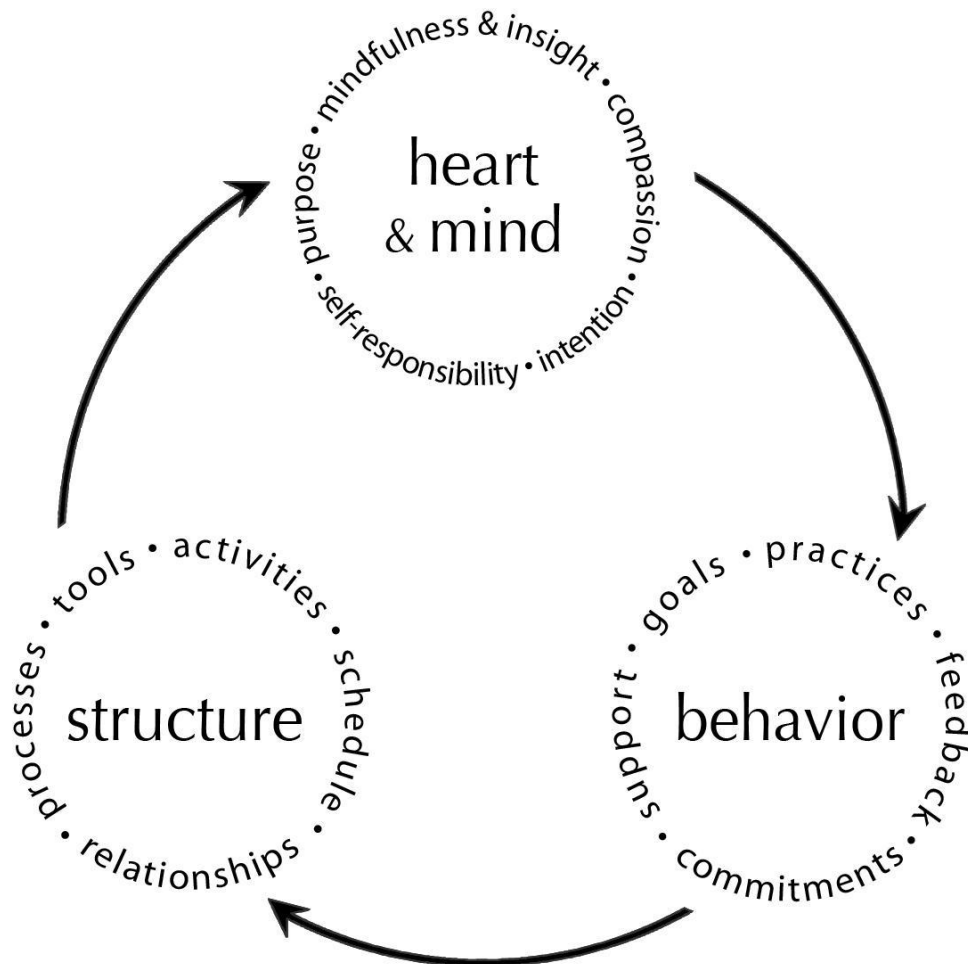 mindfulness & insight • compassion • intention • self-responsibility • purpose •
heart
& mind
activities • schedule • relationships • processes • tools •
structure
goals • practices • feedback • commitments • support •
behavior